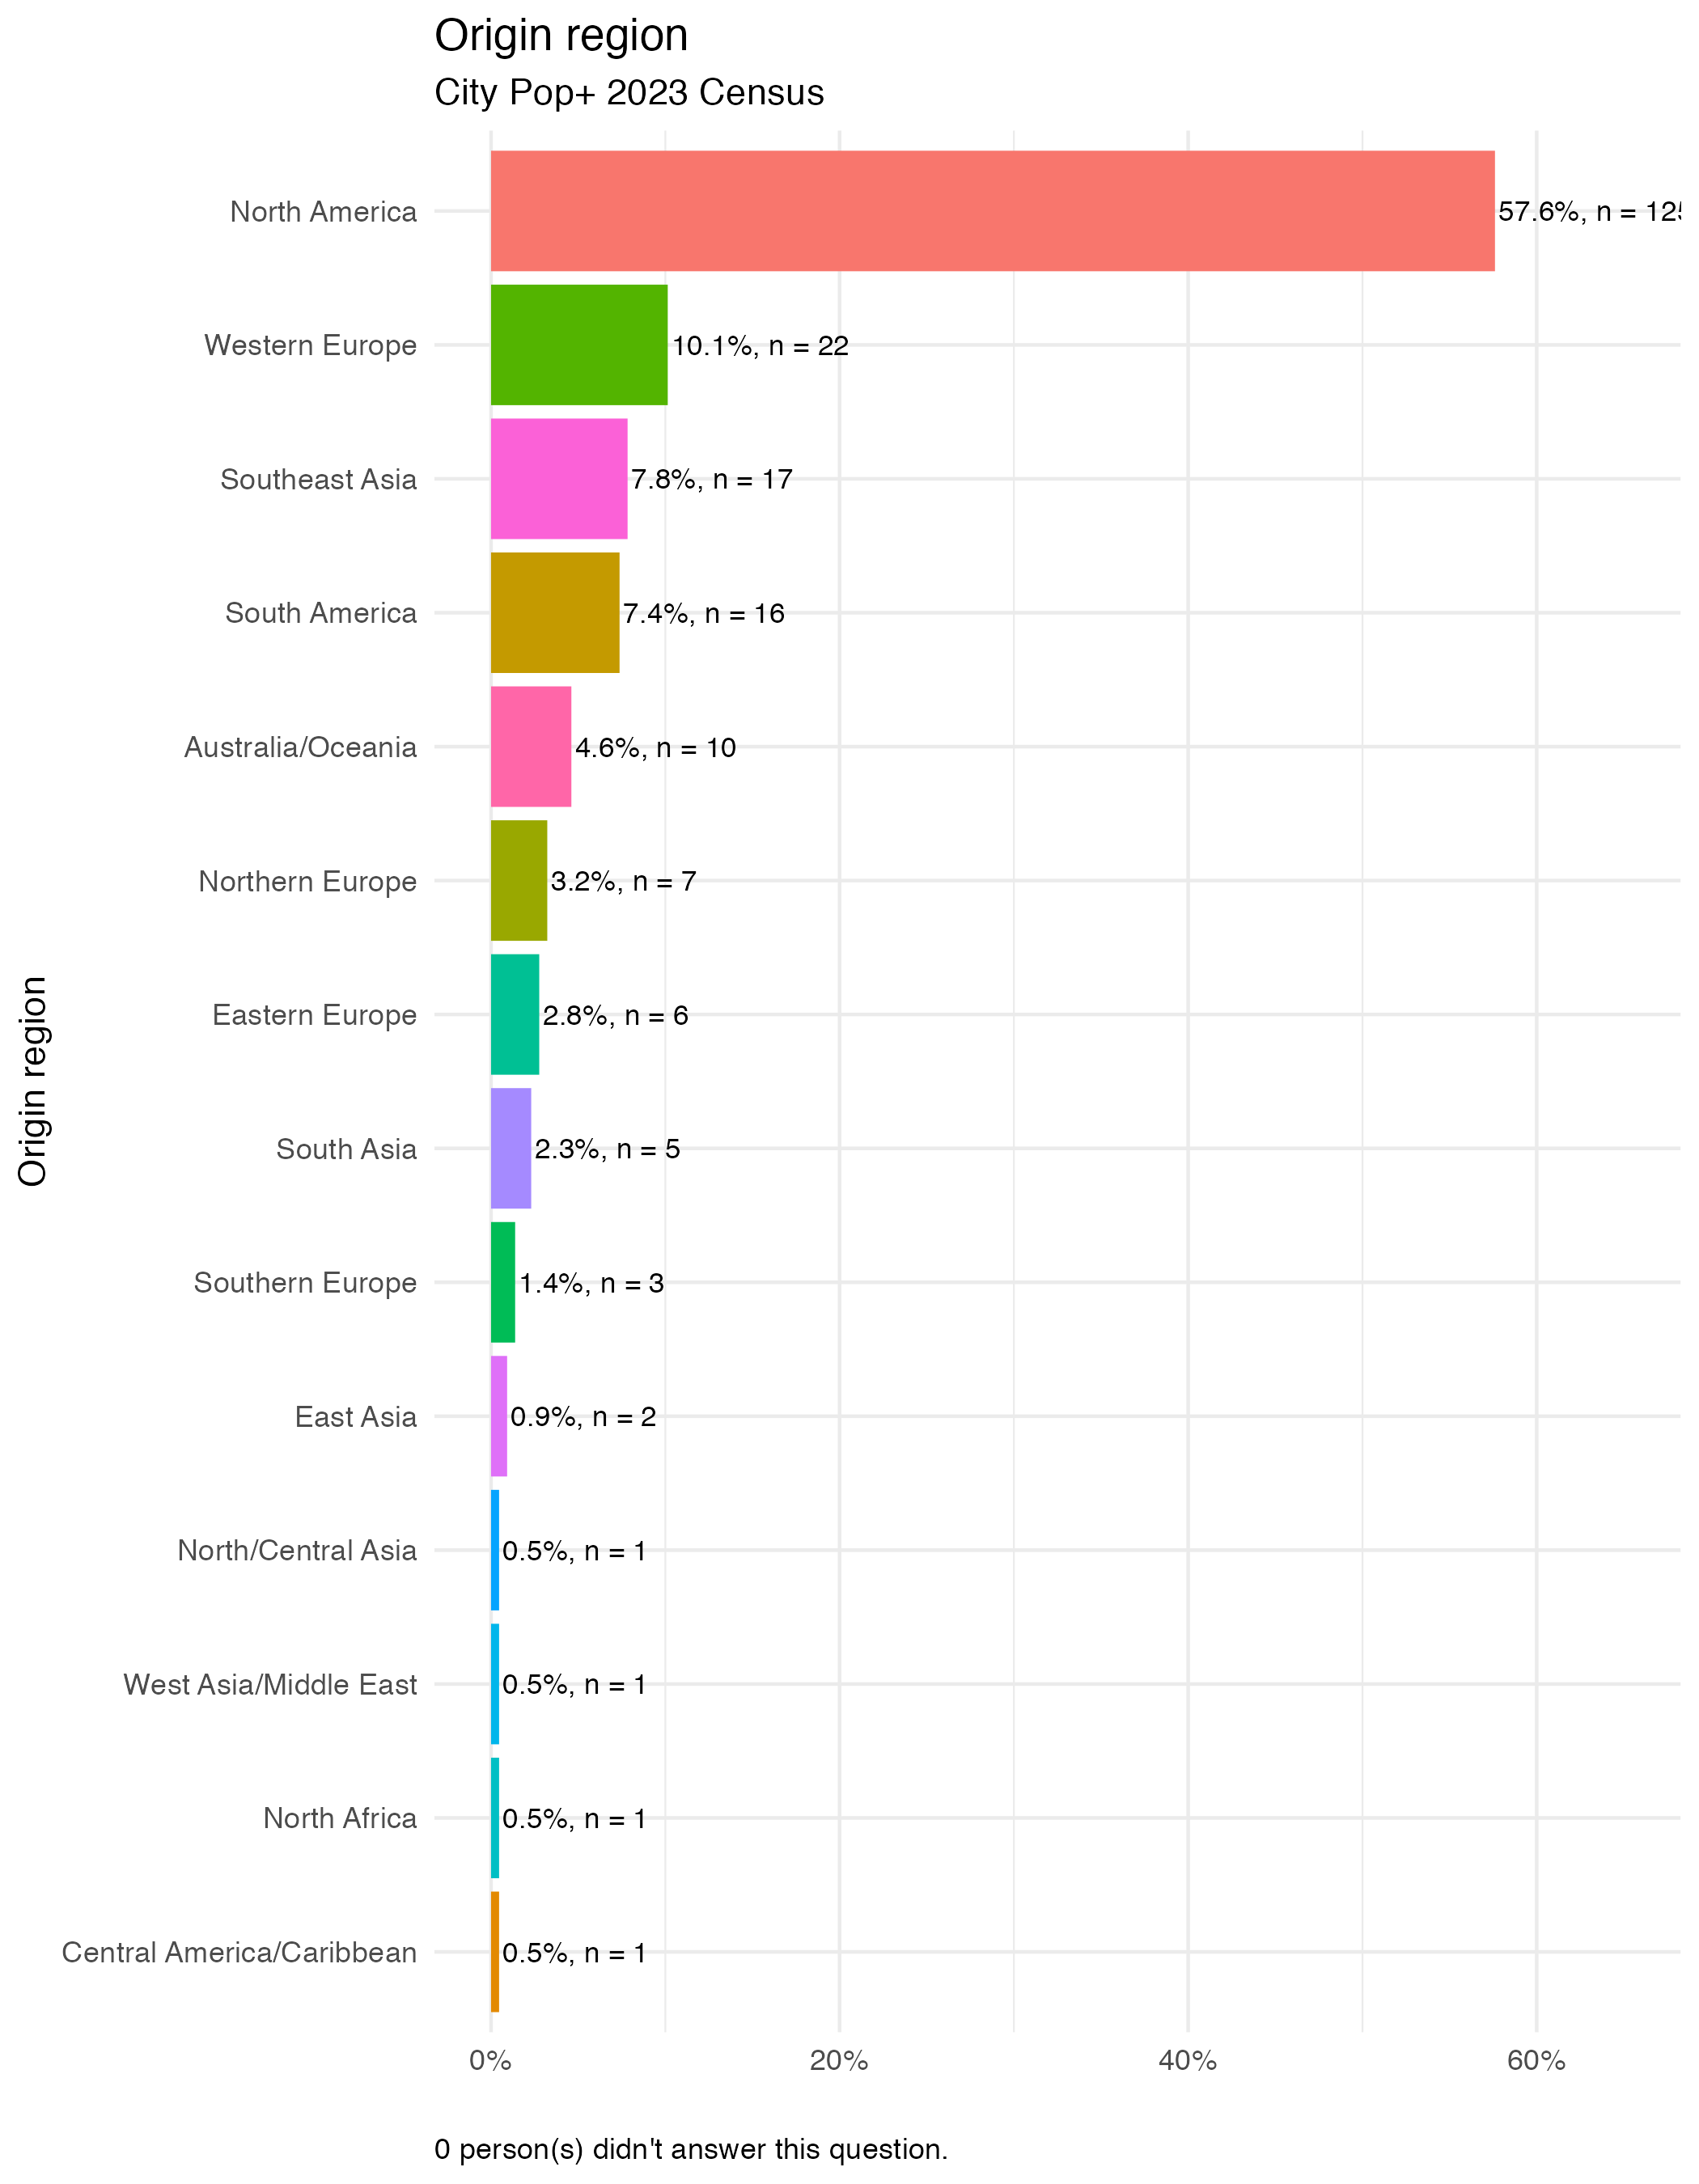 Origin region
City Pop+ 2023 Census
North America
57.6%, n = 125
Western Europe
10.1%, n = 22
Southeast Asia
7.8%, n = 17
South America
7.4%, n = 16
Australia/Oceania
4.6%, n = 10
Northern Europe
3.2%, n = 7
Eastern Europe
2.8%, n = 6
South Asia
2.3%, n = 5
Southern Europe
1.4%, n = 3
East Asia
0.9%, n = 2
North/Central Asia
0.5%, n = 1
West Asia/Middle East
0.5%, n = 1
North Africa
0.5%, n = 1
Central America/Caribbean
0.5%, n = 1
Origin region
0%
20%
40%
60%
0 person(s) didn't answer this question.